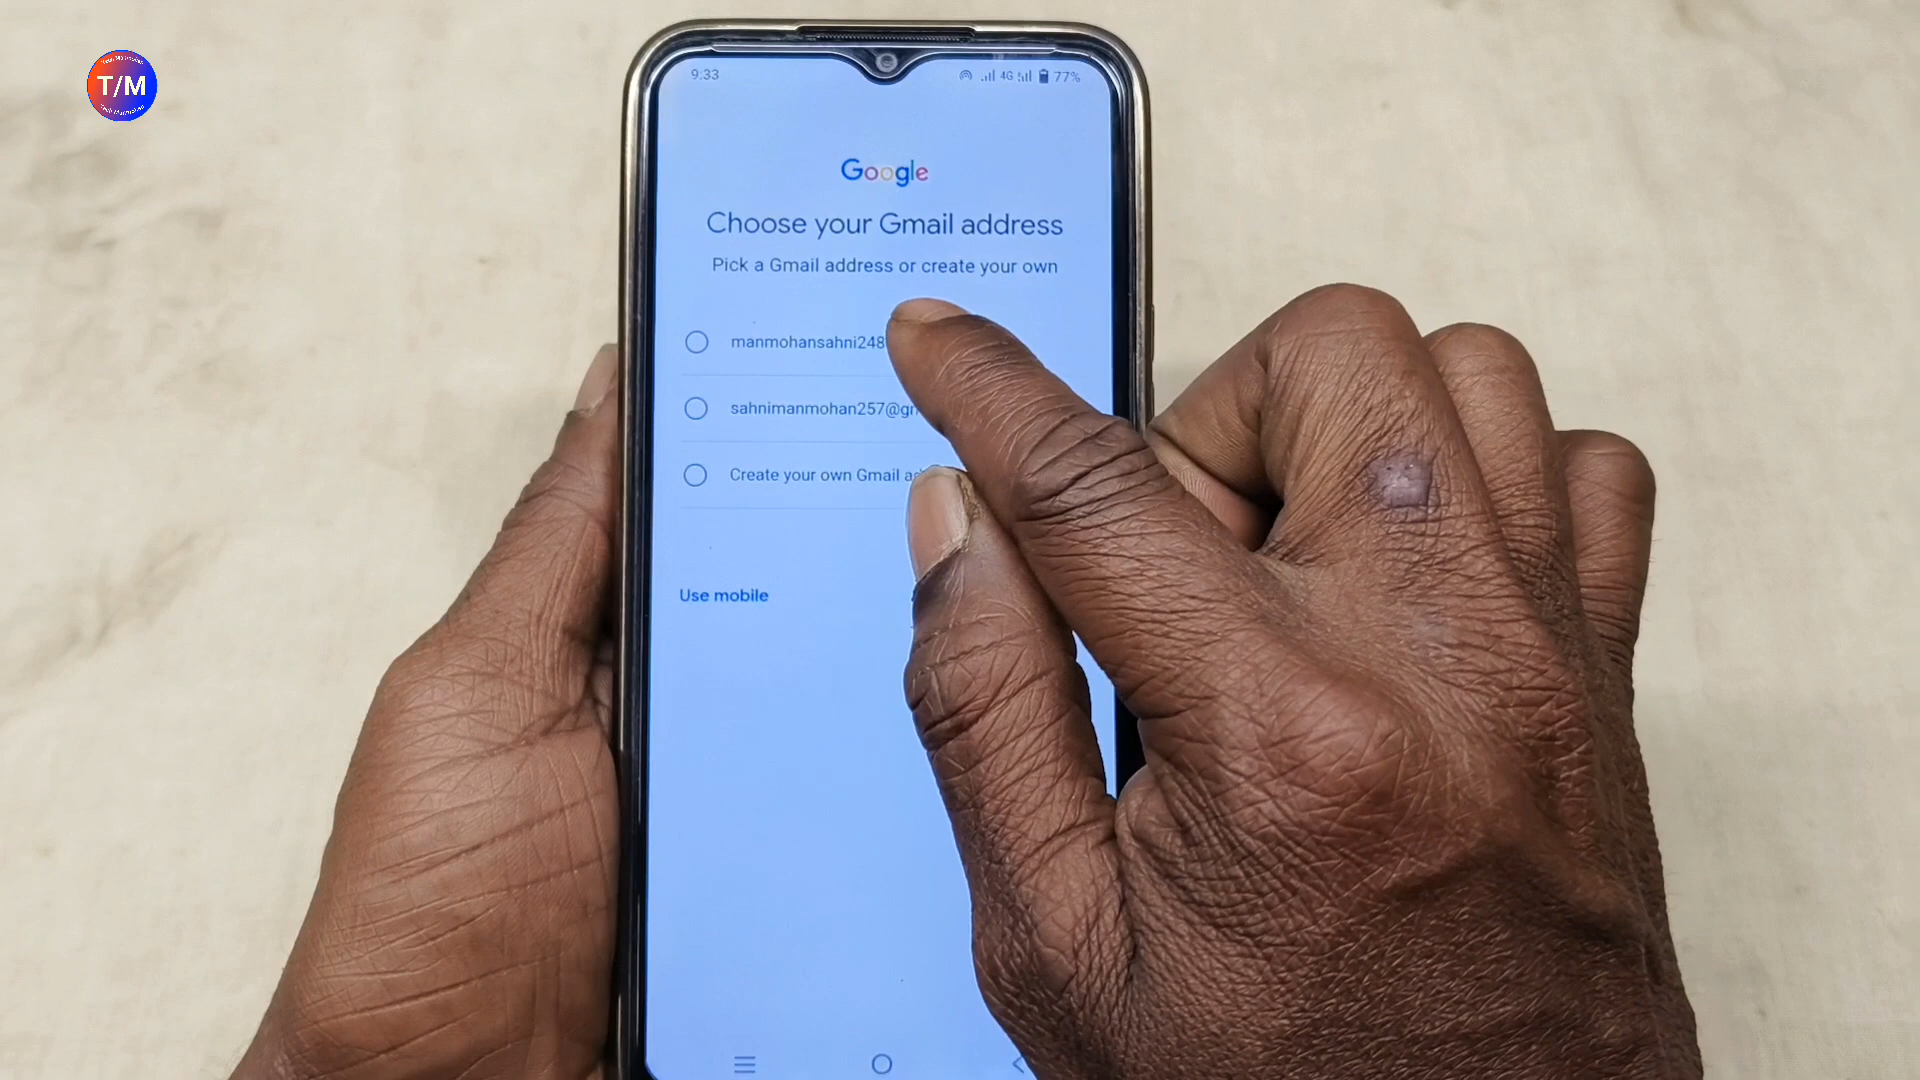 T/M
9:33
4G
77%
Google
Choose your Gmail address
Pick a Gmail address or create your own
manmohansahni248
sahnimanmohan257@g
Create your own Gmail a
Use mobile